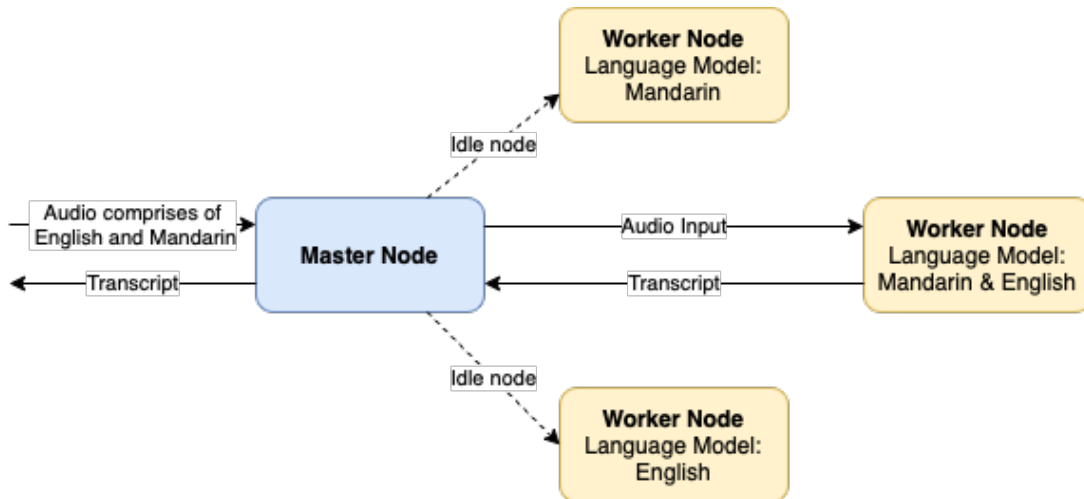 Worker Node
Language Model:
Mandarin
Idle node
Audio comprises of
English and Mandarin
Master Node
Audio Input
Worker Node
Language Model:
Mandarin & English
Transcript
Transcript
Idle node
Worker Node
Language Model:
English